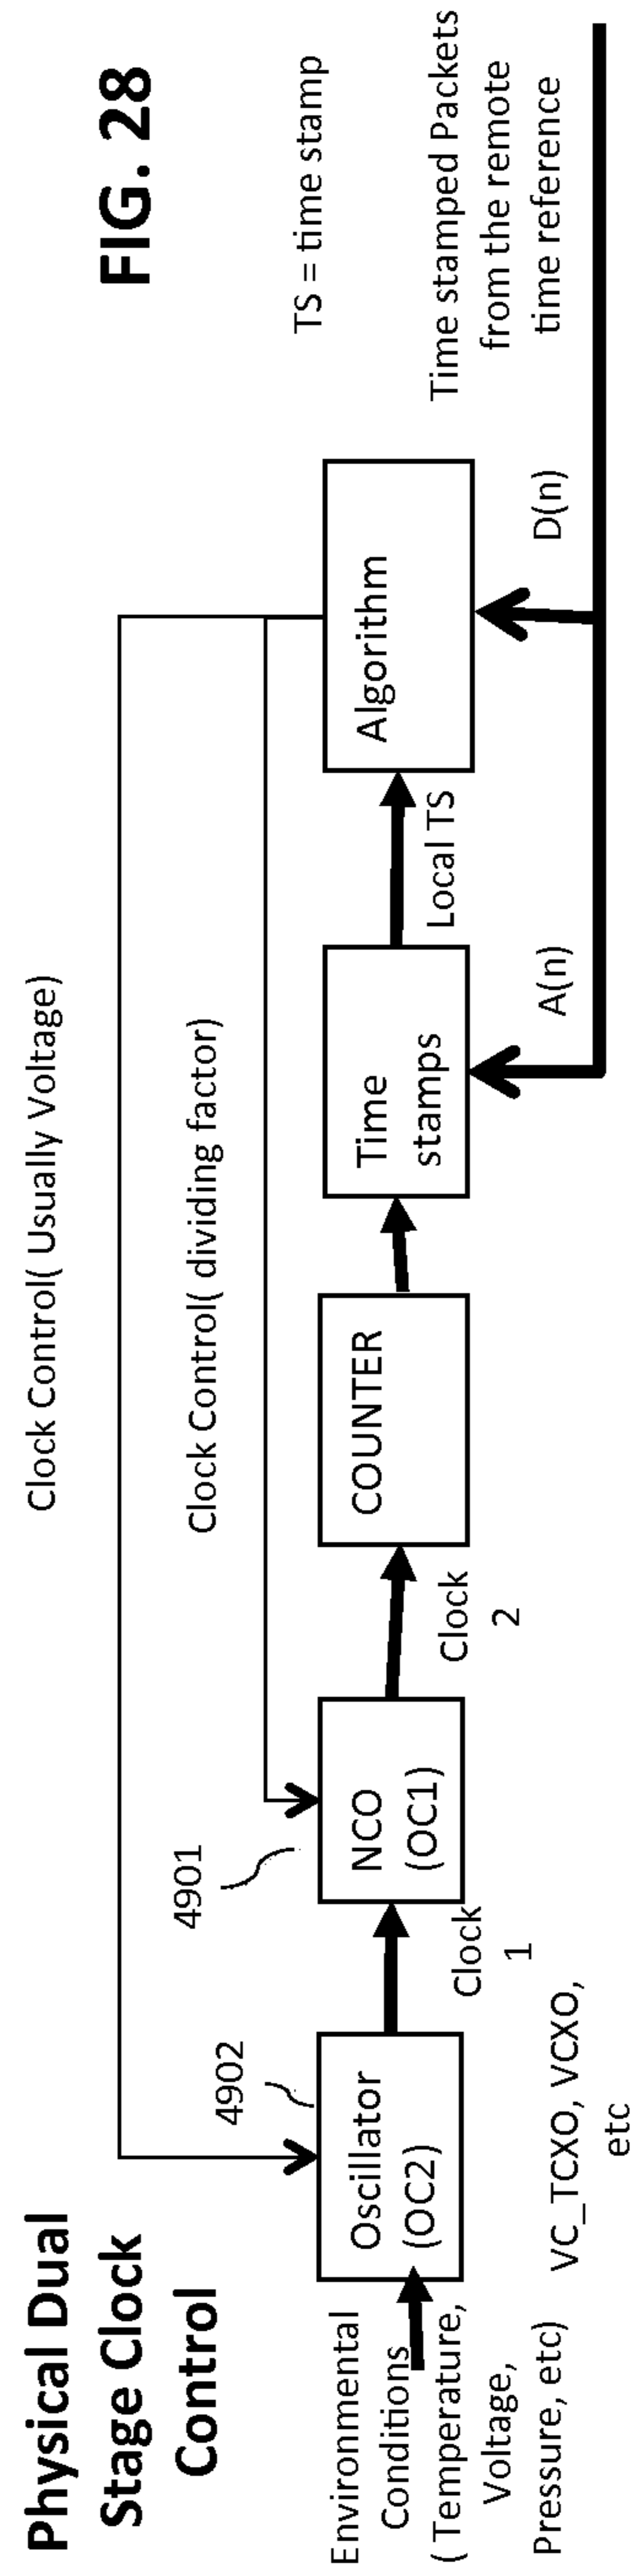 Physical Dual
Stage Clock
Control
FIG. 28
Clock Control( Usually Voltage)
Clock Control( dividing factor)
TS = time stamp
4902
4901
Environmental
Conditions
( Temperature,
Voltage,
Pressure, etc)
Oscillator
(OC2)
VC_TCXO, VCXO,
etc
Clock
1
NCO
(OC1)
Clock
2
COUNTER
Time
stamps
A(n)
Local TS
Algorithm
D(n)
Time stamped Packets
from the remote
time reference